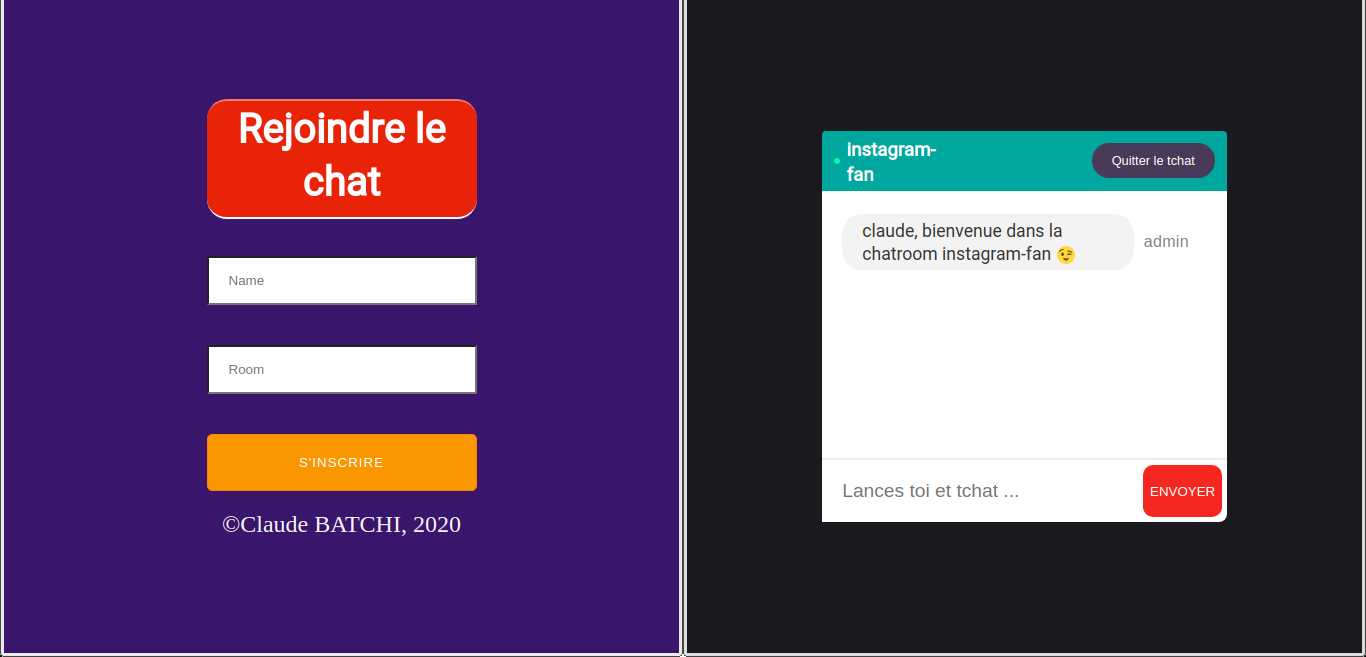 Rejoindre le
chat
Name
Room
S'INSCRIRE
©Claude BATCHI, 2020
instagram-
fan
Quitter le tchat
claude, bienvenue dans la
chatroom instagram-fan 😉
admin
Lances toi et tchat ...
ENVOYER